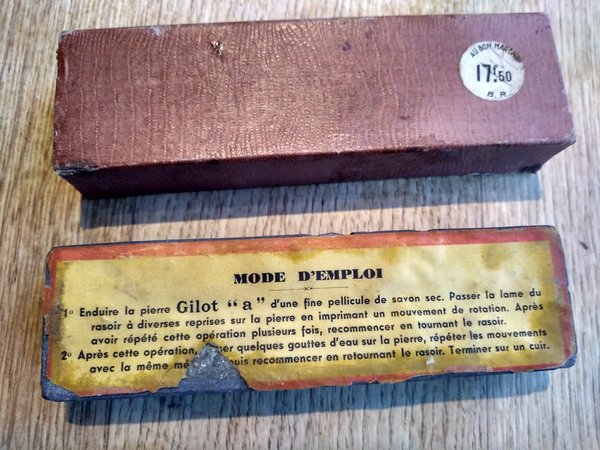 AU BON MARCHE
17f.50
B. R.
MODE D'EMPLOI
1º Enduire la pierre Gilot "a" d'une fine pellicule de savon sec. Passer la lame du
rasoir à diverses reprises sur la pierre en imprimant un mouvement de rotation. Après
avoir répété cette opération plusieurs fois, recommencer en tournant le rasoir.
2º Après cette opération, quelques gouttes d'eau sur la pierre, répéter les mouvements
avec la même recommencer en retournant le rasoir. Terminer sur un cuir.